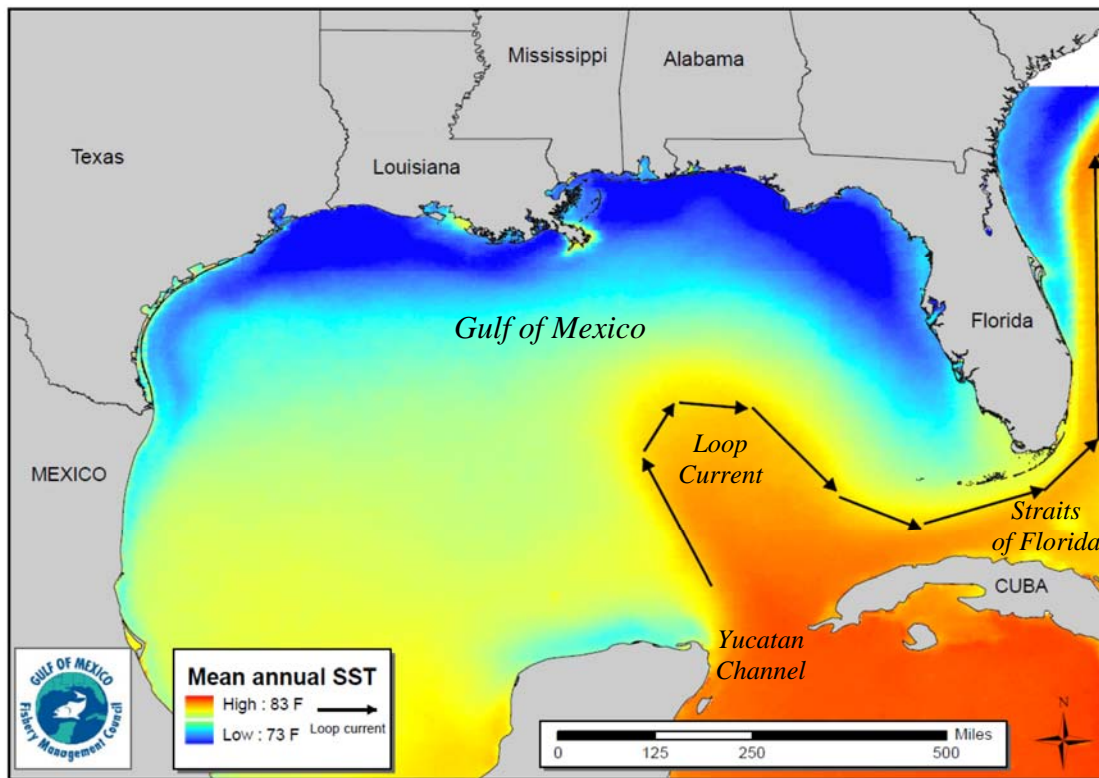 Mississippi
Alabama
Texas
Louisiana
Gulf of Mexico
Florida
MEXICO
Loop
Current
Straits
of Florida
CUBA
Yucatan
Channel
GULF OF MEXICO
Fishery Management Council
Mean annual SST
High : 83 F
Low : 73 F
Loop current
Miles
0 125 250 500
N